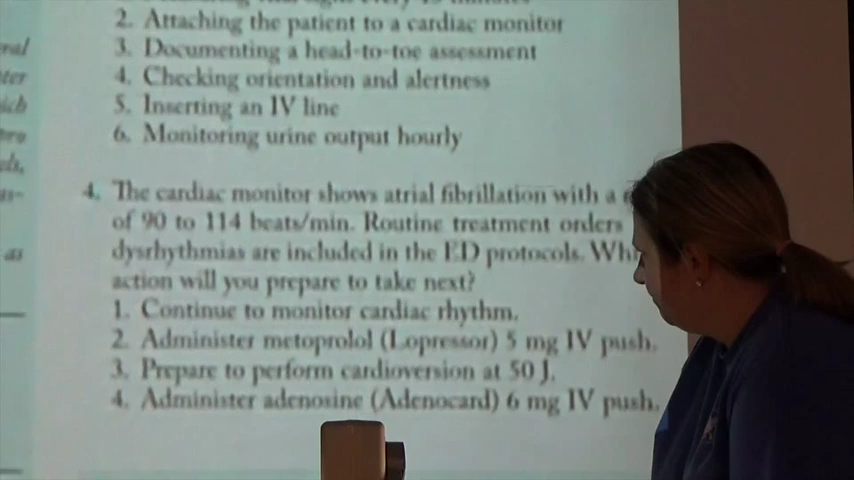 2. Attaching the patient to a cardiac monitor
3. Documenting a head-to-toe assessment
4. Checking orientation and alertness
5. Inserting an IV line
6. Monitoring urine output hourly
4. The cardiac monitor shows atrial fibrillation with a
of 90 to 114 beats/min. Routine treatment orders
dysrhythmias are included in the ED protocols.
action will you prepare to take next?
1. Continue to monitor cardiac rhythm.
2. Administer metoprolol (Lopressor) 5 mg IV push.
3. Prepare to perform cardioversion at 50 J.
4. Administer adenosine (Adenocard) 6 mg IV push.
as